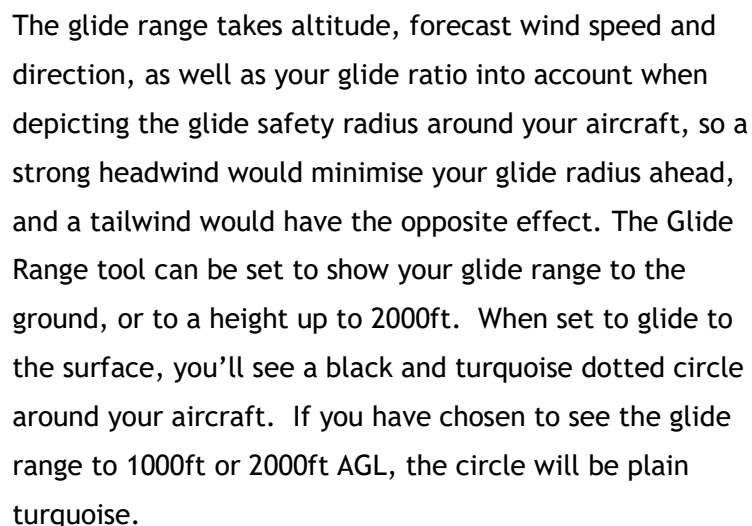 The glide range takes altitude, forecast wind speed and
direction, as well as your glide ratio into account when
depicting the glide safety radius around your aircraft, so a
strong headwind would minimise your glide radius ahead,
and a tailwind would have the opposite effect. The Glide
Range tool can be set to show your glide range to the
ground, or to a height up to 2000ft.  When set to glide to
the surface, you’ll see a black and turquoise dotted circle
around your aircraft.  If you have chosen to see the glide
range to 1000ft or 2000ft AGL, the circle will be plain
turquoise.